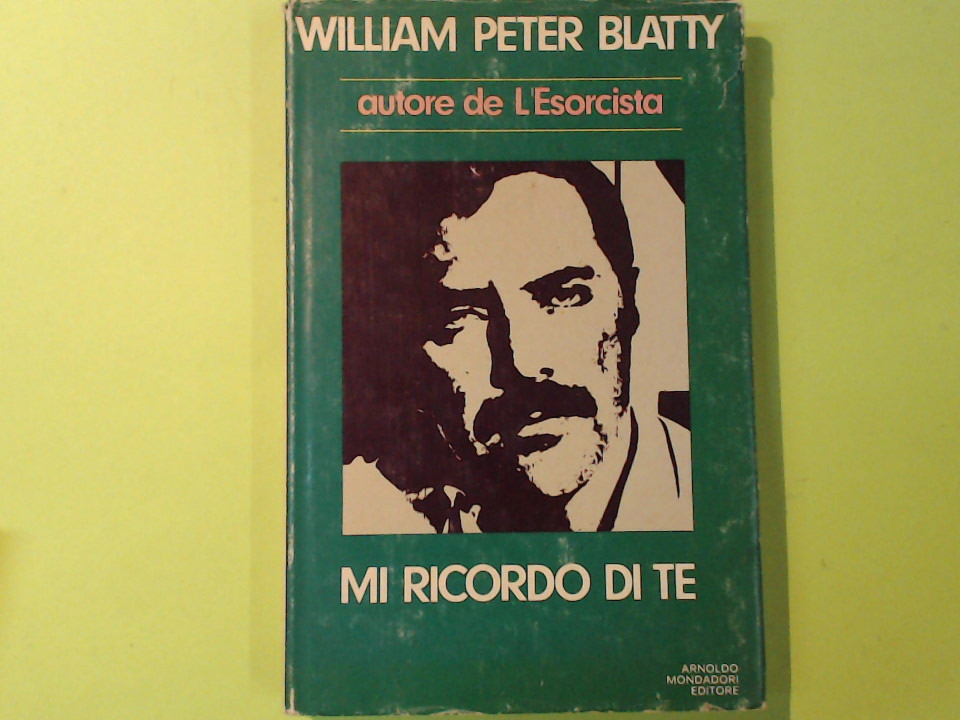 WILLIAM PETER BLATTY
autore de L'Esorcista
MI RICORDO DI TE
ARNOLDO
MONDADORI
EDITORE